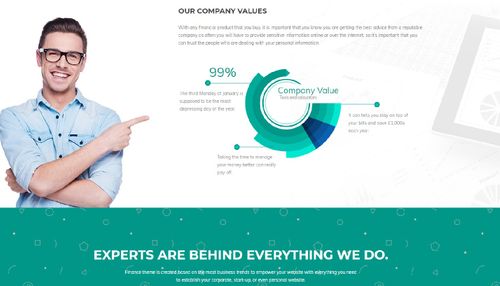 OUR COMPANY VALUES
With any financial product that you buy, it is important that you know you are getting the best advice from a reputable
company as often you will have to provide sensitive information online or over the internet, so it's important that you
can trust the people who are dealing with your personal information.
99%
The third Monday of January is
supposed to be the most
depressing day of the year.
Company Value
It can help you stay on top of
your bills and save £1,000s
each year.
Taking the time to manage
your money better can really
pay off.
EXPERTS ARE BEHIND EVERYTHING WE DO.
Finance theme is created based on the most business trends to empower your website with everything you need
to establish your corporate, start-up, or even personal website.